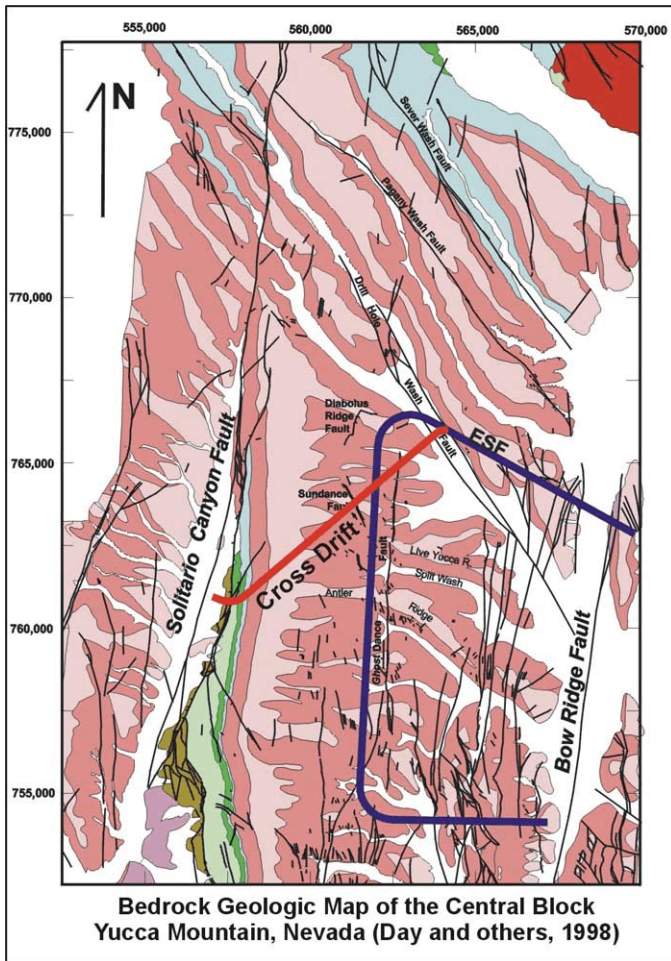 555,000
560,000
565,000
570,000
N
775,000
770,000
765,000
760,000
755,000
Sever Wash Fault
Pagany Wash Fault
Drill Hole Wash Fault
Diabolus
Ridge
Fault
ESF
Sundance
Fau
Cross Drift
Solitario Canyon Fault
Fault
Live Yucca R.
Split Wash
Antler
Ridge
Ghost Dance
Bow Ridge Fault
Bedrock Geologic Map of the Central Block
Yucca Mountain, Nevada (Day and others, 1998)